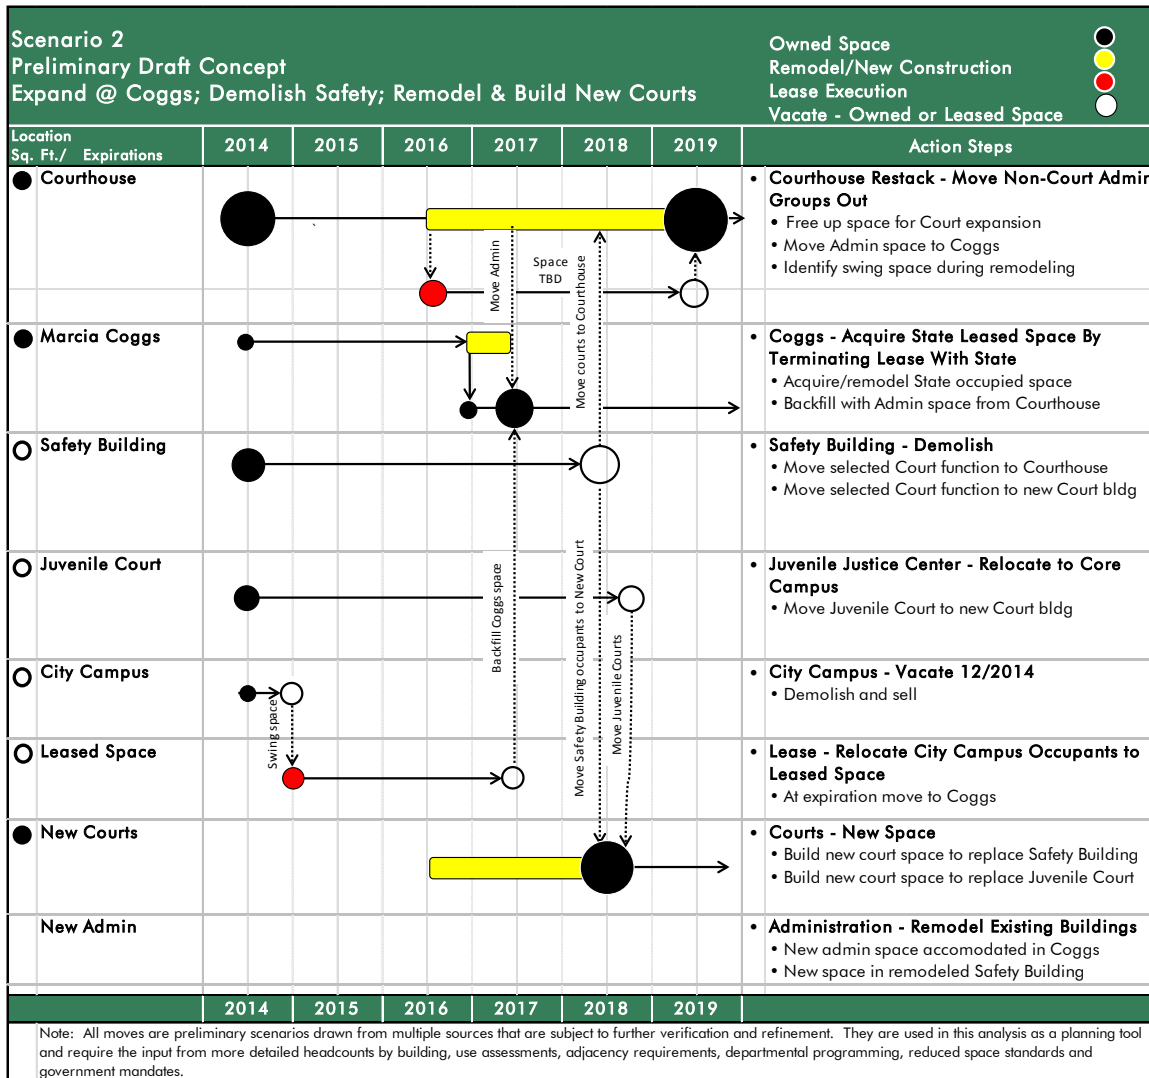 Scenario 2
Preliminary Draft Concept
Expand @ Coggs; Demolish Safety; Remodel & Build New Courts
Owned Space
Remodel/New Construction
Lease Execution
Vacate - Owned or Leased Space
Location
Sq. Ft./ Expirations
2014 2015 2016 2017 2018 2019
Action Steps
Courthouse
• Courthouse Restack - Move Non-Court Admin
Groups Out
• Free up space for Court expansion
• Move Admin space to Coggs
• Identify swing space during remodeling
Move Admin
Space
TBD
Move courts to Courthouse
Marcia Coggs
• Coggs - Acquire State Leased Space By
Terminating Lease With State
• Acquire/remodel State occupied space
• Backfill with Admin space from Courthouse
Safety Building
• Safety Building - Demolish
• Move selected Court function to Courthouse
• Move selected Court function to new Court bldg
Juvenile Court
• Juvenile Justice Center - Relocate to Core
Campus
• Move Juvenile Court to new Court bldg
Backfill Coggs space
Move Safety Building occupants to New Court
Move Juvenile Courts
City Campus
• City Campus - Vacate 12/2014
• Demolish and sell
Swing space
Leased Space
• Lease - Relocate City Campus Occupants to
Leased Space
• At expiration move to Coggs
New Courts
• Courts - New Space
• Build new court space to replace Safety Building
• Build new court space to replace Juvenile Court
New Admin
• Administration - Remodel Existing Buildings
• New admin space accomodated in Coggs
• New space in remodeled Safety Building
2014 2015 2016 2017 2018 2019
Note: All moves are preliminary scenarios drawn from multiple sources that are subject to further verification and refinement. They are used in this analysis as a planning tool
and require the input from more detailed headcounts by building, use assessments, adjacency requirements, departmental programming, reduced space standards and
government mandates.